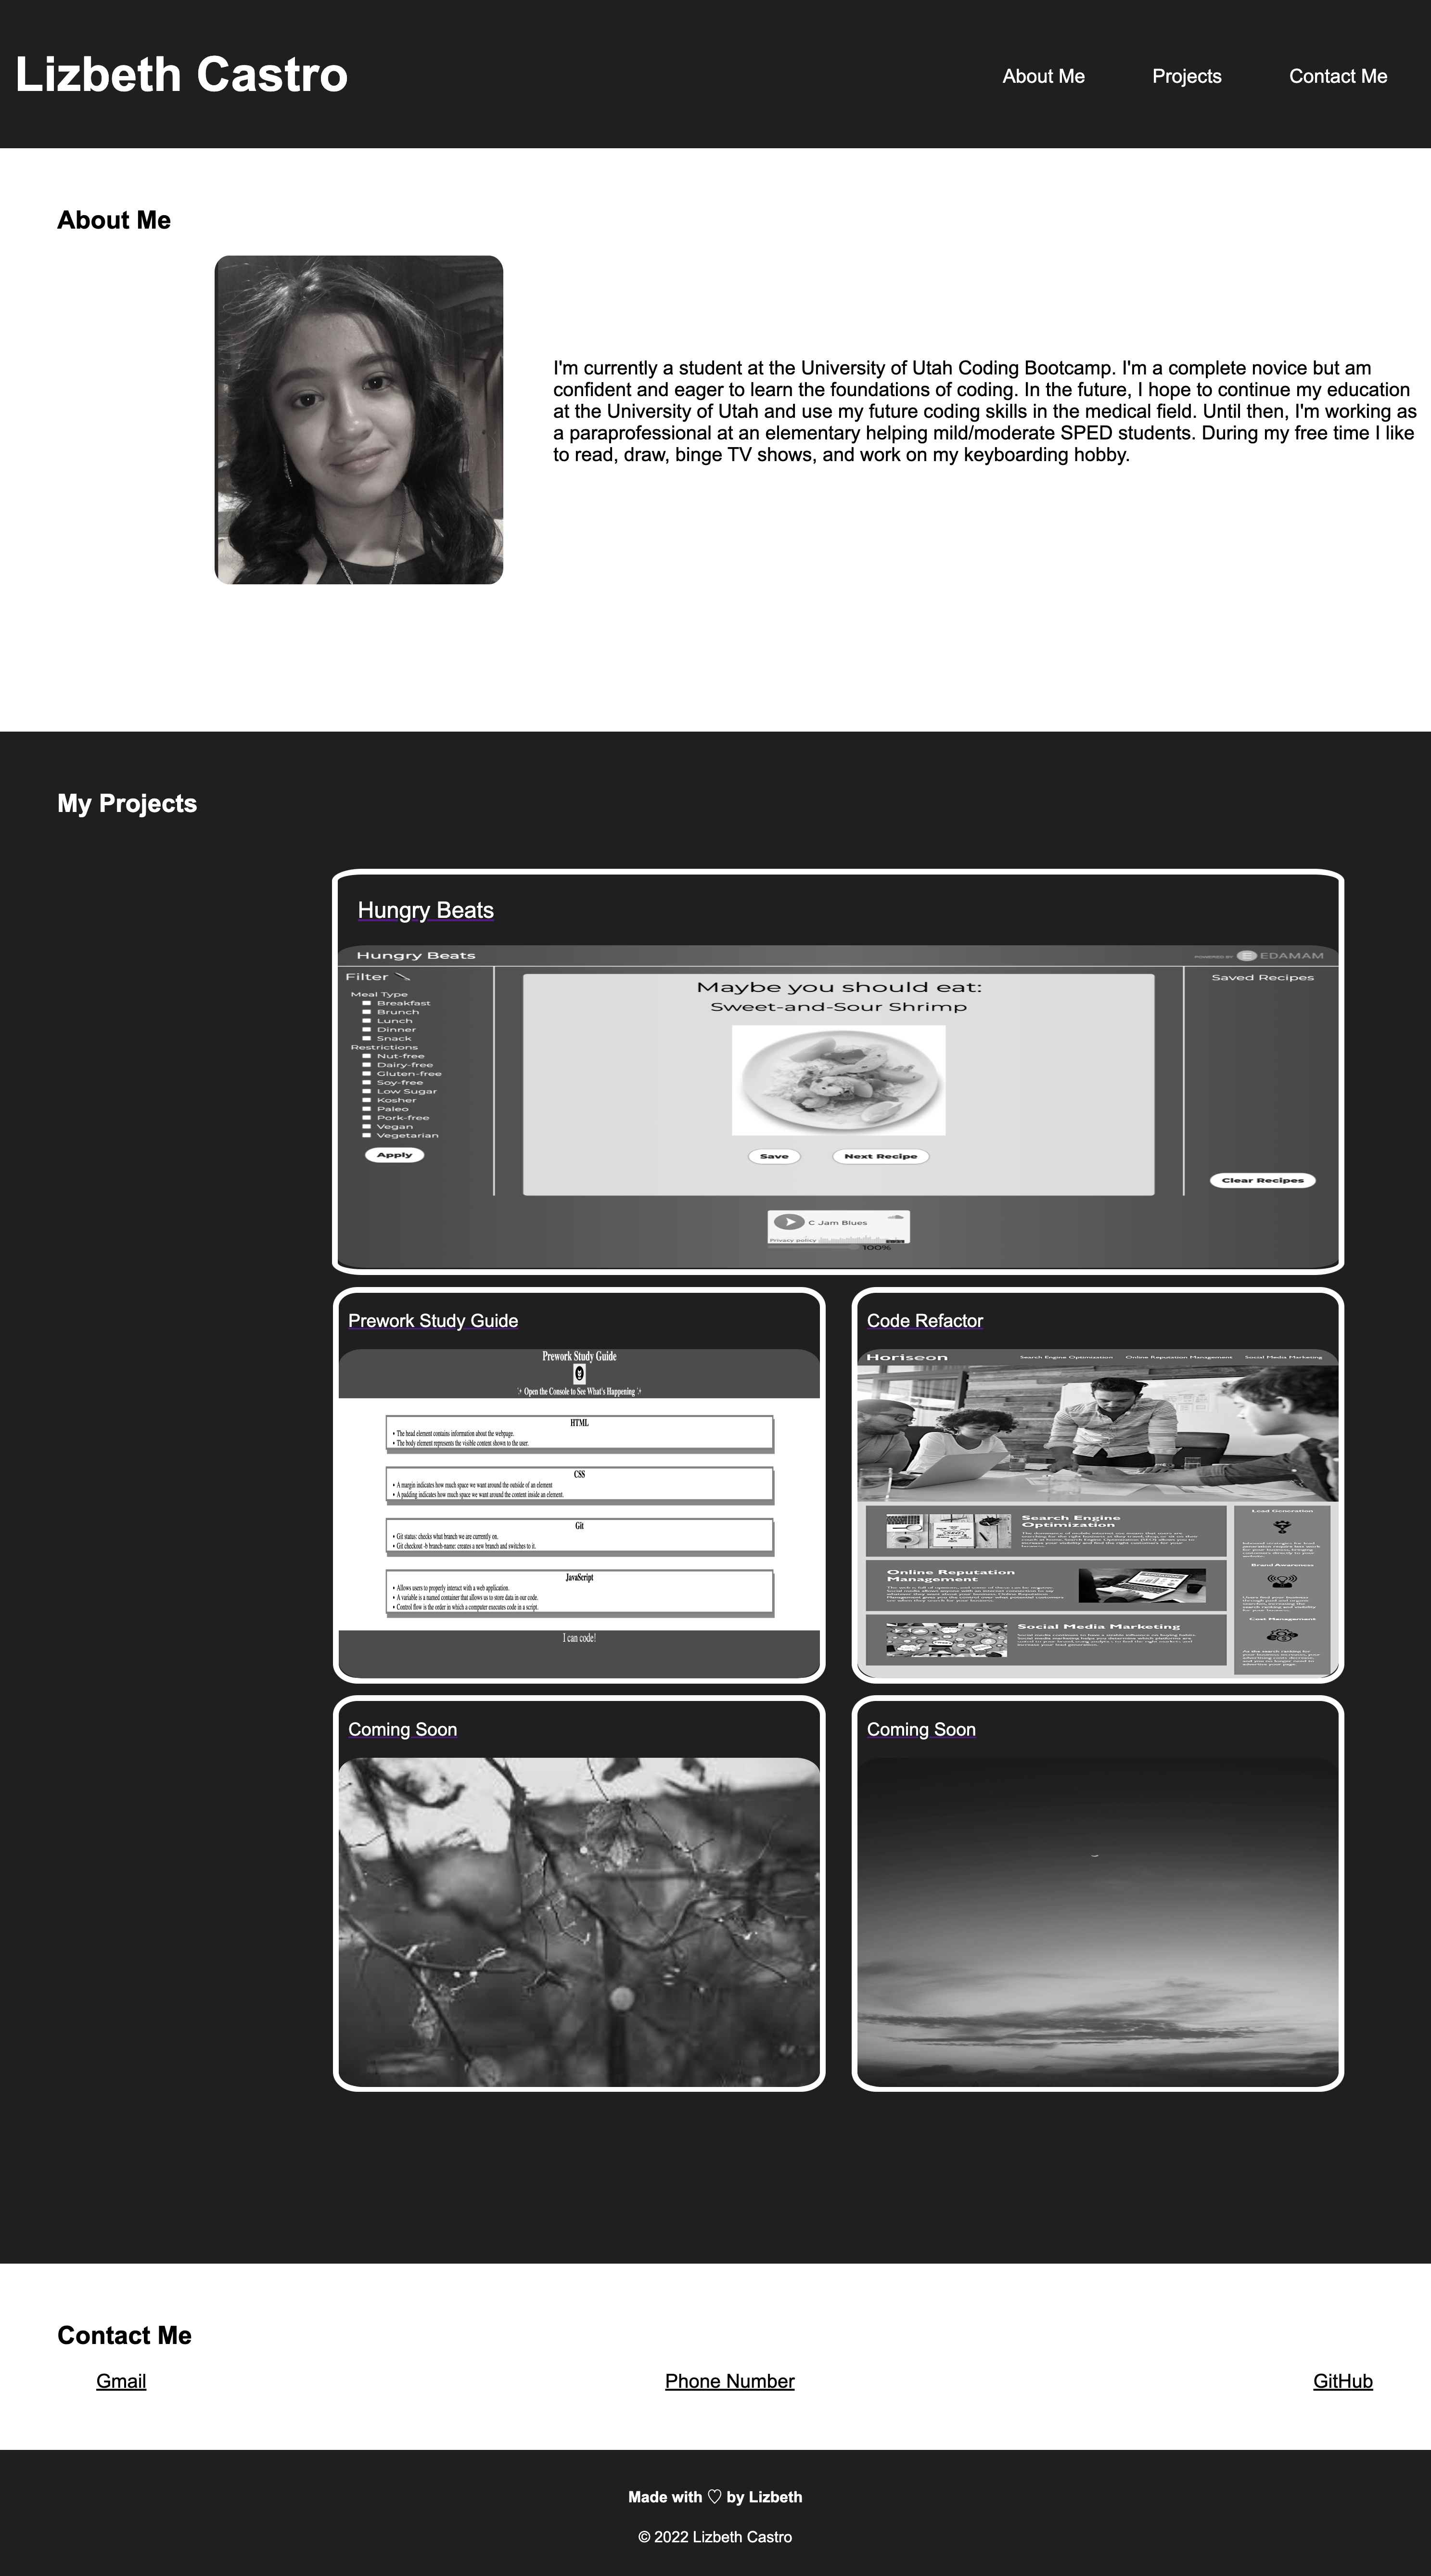 Lizbeth Castro
About Me
Projects
Contact Me
About Me
I'm currently a student at the University of Utah Coding Bootcamp. I'm a complete novice but am
confident and eager to learn the foundations of coding. In the future, I hope to continue my education
at the University of Utah and use my future coding skills in the medical field. Until then, I'm working as
a paraprofessional at an elementary helping mild/moderate SPED students. During my free time I like
to read, draw, binge TV shows, and work on my keyboarding hobby.
My Projects
Hungry Beats
Hungry Beats
POWERED BY EDAMAM
Filter
Meal Type
Breakfast
Brunch
Lunch
Dinner
Snack
Restrictions
Nut-free
Dairy-free
Gluten-free
Soy-free
Low Sugar
Kosher
Paleo
Pork-free
Vegan
Vegetarian
Apply
Maybe you should eat:
Sweet-and-Sour Shrimp
Save
Next Recipe
Saved Recipes
Clear Recipes
C Jam Blues
Privacy policy
100%
Prework Study Guide
Prework Study Guide
Open the Console to See What's Happening
HTML
• The head element contains information about the webpage.
• The body element represents the visible content shown to the user.
CSS
• A margin indicates how much space we want around the outside of an element
• A padding indicates how much space we want around the content inside an element.
Git
• Git status: checks what branch we are currently on.
• Git checkout -b branch-name: creates a new branch and switches to it.
JavaScript
• Allows users to properly interact with a web application.
• A variable is a named container that allows us to store data in our code.
• Control flow is the order in which a computer executes code in a script.
I can code!
Code Refactor
Horiseon
Search Engine Optimization
Online Reputation Management
Social Media Marketing
Search Engine
Optimization
Online Reputation
Management
Social Media Marketing
Lead Generation
Brand Awareness
Cost Management
Coming Soon
Coming Soon
Contact Me
Gmail
Phone Number
GitHub
Made with ♡ by Lizbeth
© 2022 Lizbeth Castro